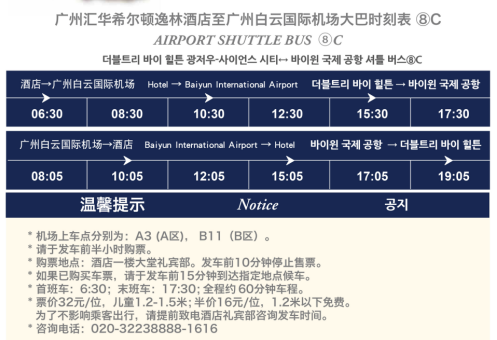 广州汇华希尔顿逸林酒店至广州白云国际机场大巴时刻表 ⑧C
AIRPORT SHUTTLE BUS ⑧C
더블트리 바이 힐튼 광저우-사이언스 시티↔ 바이윈 국제 공항 셔틀 버스⑧C
酒店→广州白云国际机场 Hotel → Baiyun International Airport 더블트리 바이 힐튼 → 바이윈 국제 공항
06:30 08:30 10:30 12:30 15:30 17:30
广州白云国际机场→酒店 Baiyun International Airport → Hotel 바이윈 국제 공항 → 더블트리 바이 힐튼
08:05 10:05 12:05 15:05 17:05 19:05
温馨提示 Notice 공지
* 机场上车点分别为：A3 (A区)， B11（B区）。
* 请于发车前半小时购票。
* 购票地点：酒店一楼大堂礼宾部。发车前10分钟停止售票。
* 如果已购买车票，请于发车前15分钟到达指定地点候车。
* 首班车：6:30；末班车：17:30；全程约60分钟车程。
* 票价32元/位，儿童1.2-1.5米；半价16元/位，1.2米以下免费。
为了不影响乘客出行，请提前致电酒店礼宾部咨询发车时间。
* 咨询电话：020-32238888-1616